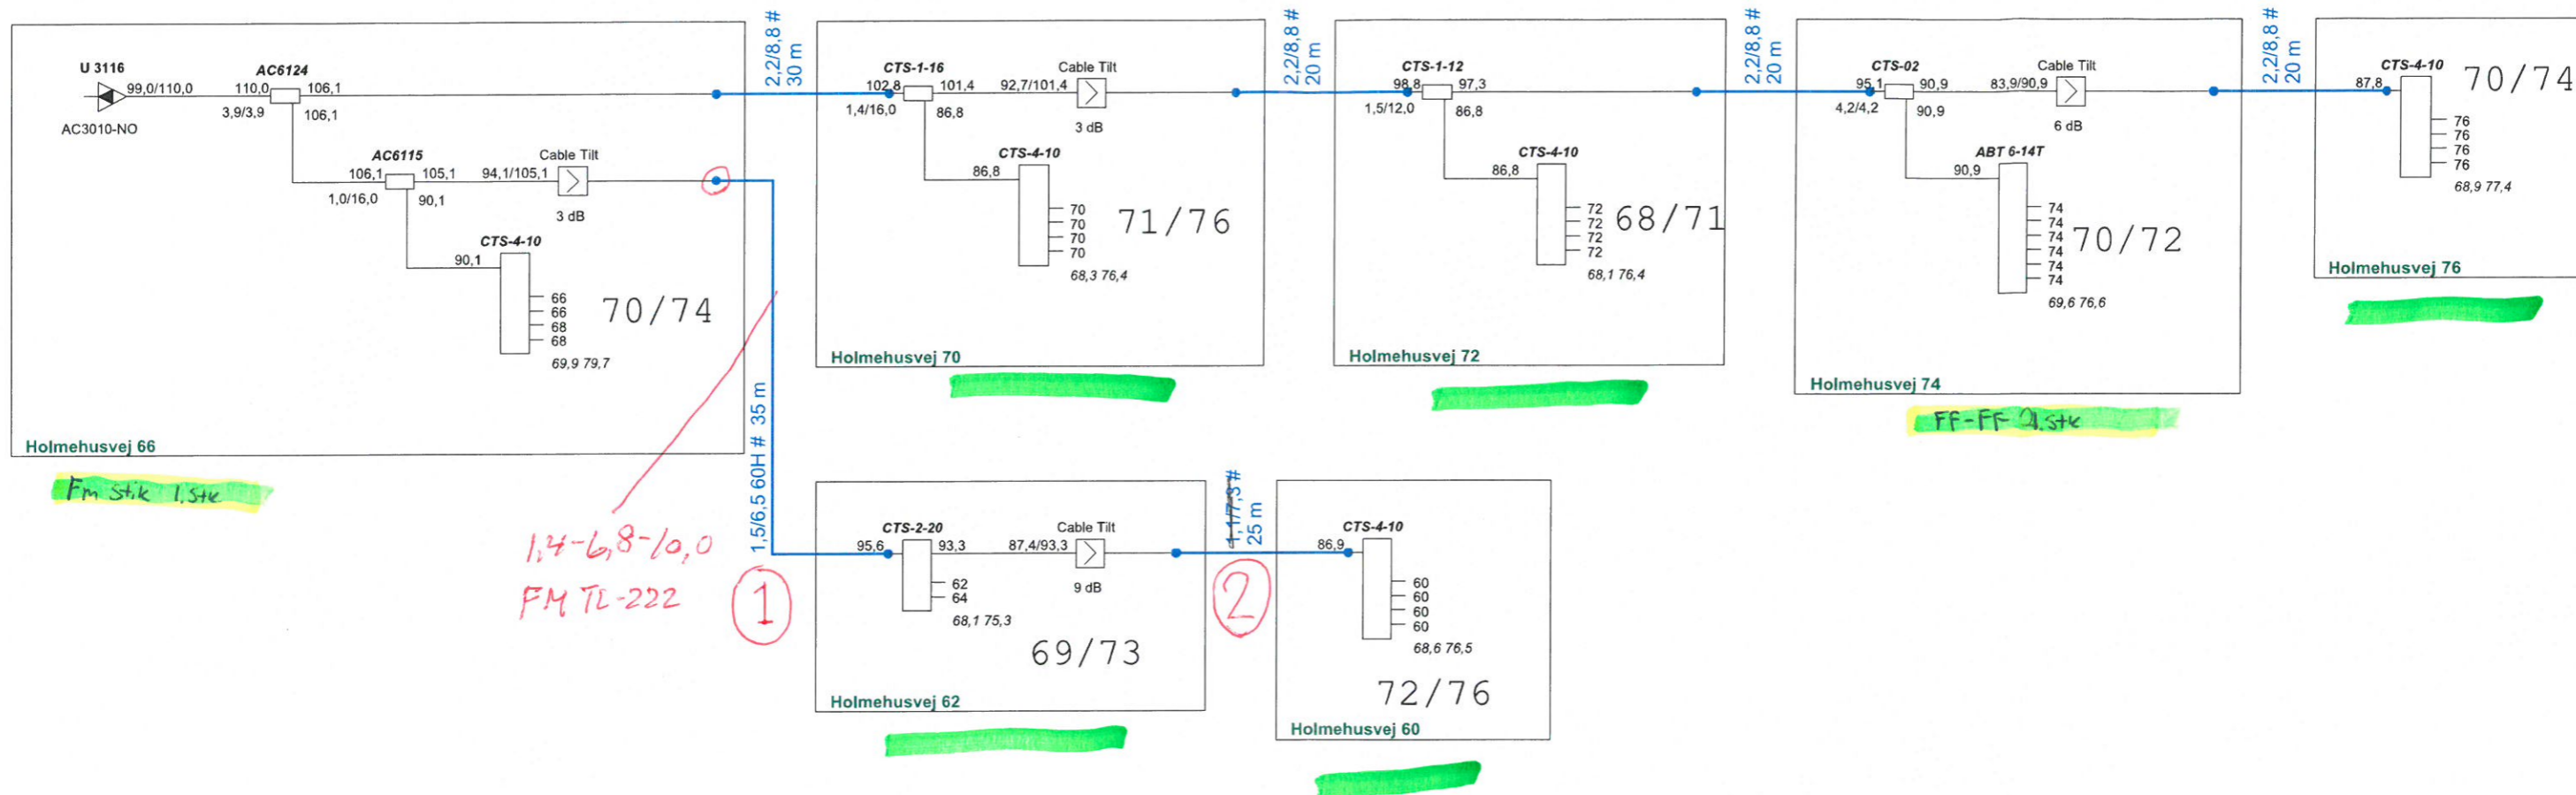 U 3116
99,0/110,0
AC3010-NO
AC6124
110,0
106,1
3,9/3,9
106,1
AC6115
106,1
105,1
1,0/16,0
90,1
Cable Tilt
94,1/105,1
3 dB
CTS-4-10
90,1
66
66
68
68
70/74
69,9 79,7
Holmehusvej 66
Fm stik 1.stk
2,2/8,8 #
30 m
CTS-1-16
102,8
101,4
1,4/16,0
86,8
Cable Tilt
92,7/101,4
3 dB
CTS-4-10
86,8
70
70
70
70
71/76
68,3 76,4
Holmehusvej 70
2,2/8,8 #
20 m
CTS-1-12
98,8
97,3
1,5/12,0
86,8
CTS-4-10
86,8
72
72
72
72
68/71
68,1 76,4
Holmehusvej 72
2,2/8,8 #
20 m
CTS-02
95,1
90,9
4,2/4,2
90,9
Cable Tilt
83,9/90,9
6 dB
ABT 6-14T
90,9
74
74
74
74
74
74
70/72
69,6 76,6
Holmehusvej 74
FF-FF
2,2/8,8 #
20 m
CTS-4-10
87,8
70/74
76
76
76
76
68,9 77,4
Holmehusvej 76
1,5/6,5 60H # 35 m
1,4-6,8-10,0
FM TL-222
1
CTS-2-20
95,6
93,3
62
64
68,1 75,3
Cable Tilt
87,4/93,3
9 dB
69/73
Holmehusvej 62
1,1/7,3 #
25 m
2
CTS-4-10
86,9
60
60
60
60
68,6 76,5
72/76
Holmehusvej 60